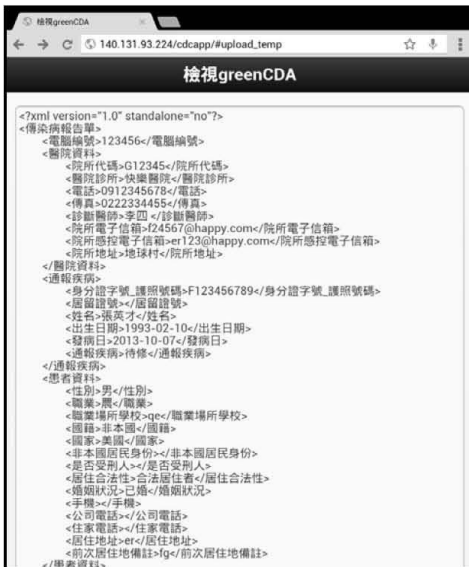 檢視greenCDA
140.131.93.224/cdcapp/#upload_temp
檢視greenCDA
<?xml version="1.0" standalone="no"?>
<傳染病報告單>
<電腦編號>123456</電腦編號>
<醫院資料>
<院所代碼>G12345</院所代碼>
<醫院診所>快樂醫院</醫院診所>
<電話>0912345678</電話>
<傳真>0222334455</傳真>
<診斷醫師>李四 </診斷醫師>
<院所電子信箱>f24567@happy.com</院所電子信箱>
<院所感控電子信箱>er123@happy.com</院所感控電子信箱>
<院所地址>地球村</院所地址>
</醫院資料>
<通報疾病>
<身分證字號_護照號碼>F123456789</身分證字號_護照號碼>
<居留證號></居留證號>
<姓名>張英才</姓名>
<出生日期>1993-02-10</出生日期>
<發病日>2013-10-07</發病日>
<通報疾病>待修</通報疾病>
</通報疾病>
<患者資料>
<性別>男</性別>
<職業>農</職業>
<職業場所學校>qe</職業場所學校>
<國籍>非本國</國籍>
<國家>美國</國家>
<非本國居民身份></非本國居民身份>
<是否受刑人></是否受刑人>
<居住合法性>合法居住者</居住合法性>
<婚姻狀況>已婚</婚姻狀況>
<手機></手機>
<公司電話></公司電話>
<住家電話></住家電話>
<居住地址>er</居住地址>
<前次居住地備註>fg</前次居住地備註>
</患者資料>